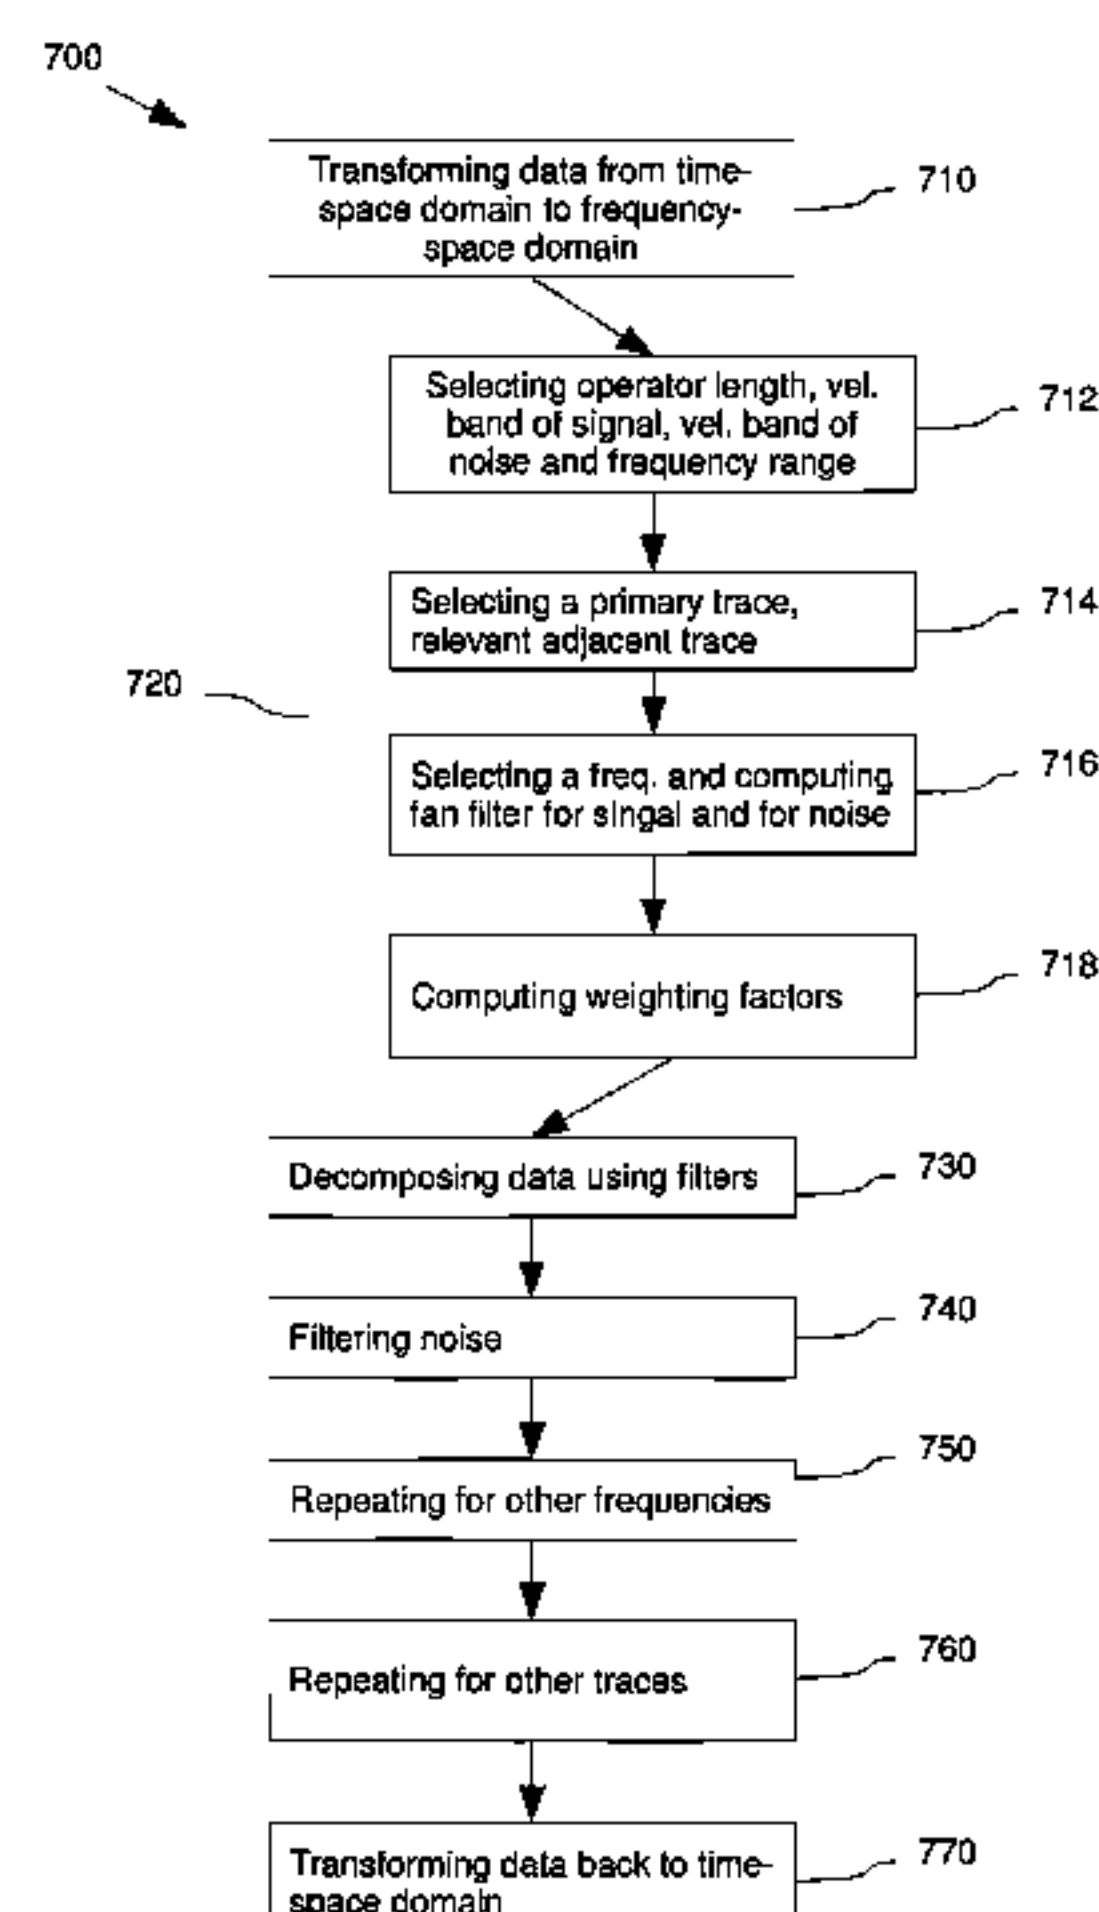 700
Transforming data from time-
space domain to frequency-
space domain
710
Selecting operator length, vel.
band of signal, vel. band of
noise and frequency range
712
Selecting a primary trace,
relevant adjacent trace
714
720
Selecting a freq. and computing
fan filter for singal and for noise
716
Computing weighting factors
718
Decomposing data using filters
730
Filtering noise
740
Repeating for other frequencies
750
Repeating for other traces
760
Transforming data back to time-
space domain
770